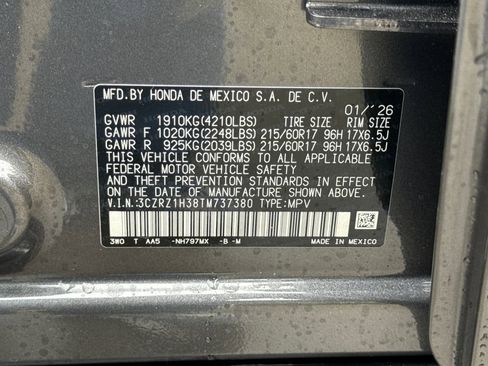 MFD.BY HONDA DE MEXICO S.A. DE C.V.
01/'26
GVWR 1910KG(4210LBS) TIRE SIZE RIM SIZE
GAWR F 1020KG(2248LBS) 215/60R17 96H 17X6.5J
GAWR R 925KG(2039LBS) 215/60R17 96H 17X6.5J
THIS VEHICLE CONFORMS TO ALL APPLICABLE
FEDERAL MOTOR VEHICLE SAFETY
STANDARDS IN EFFECT ON THE DATE OF
MANUFACTURE SHOWN ABOVE.
V.I.N.:3CZRZ1H38TM737380 TYPE:MPV
3W0 T AA5 -NH797MX -B -M MADE IN MEXICO